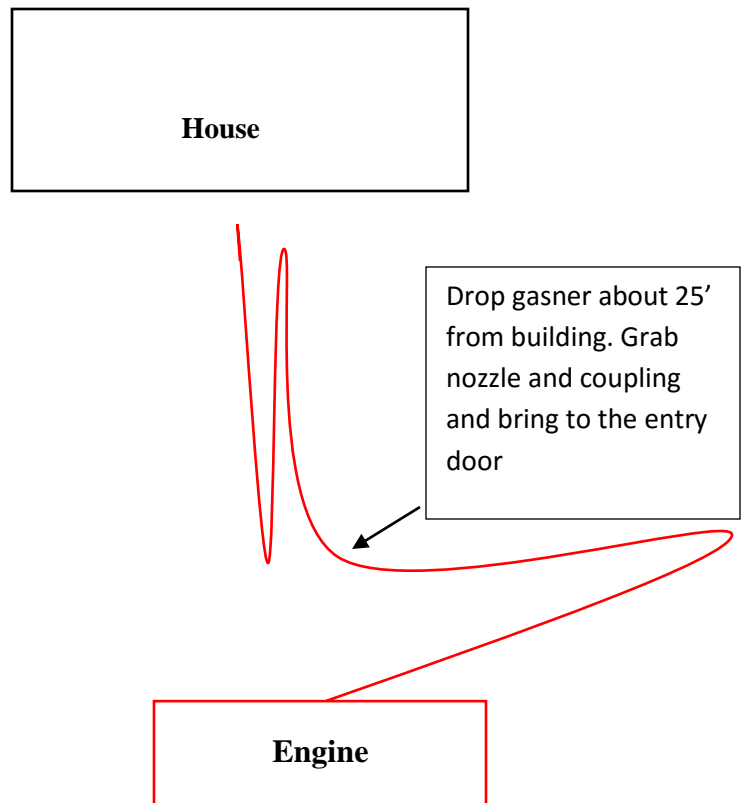 House
Drop gasner about 25’
from building. Grab
nozzle and coupling
and bring to the entry
door
Engine